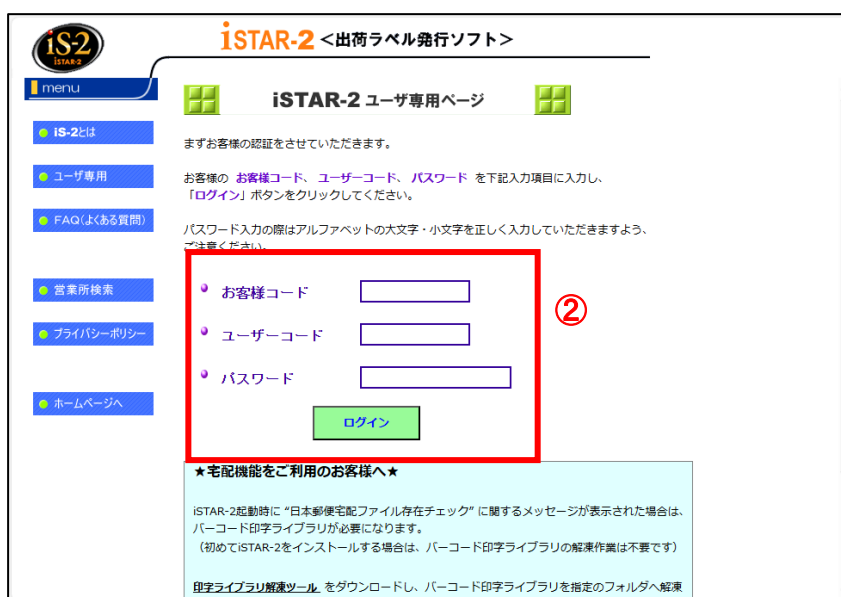 iS-2
iSTAR-2
iSTAR-2 <出荷ラベル発行ソフト>
menu
iS-2とは
ユーザ専用
FAQ(よくある質問)
営業所検索
プライバシーポリシー
ホームページへ
iSTAR-2 ユーザ専用ページ
まずお客様の認証をさせていただきます。
お客様の お客様コード、 ユーザーコード、 パスワード を下記入力項目に入力し、
「ログイン」ボタンをクリックしてください。
パスワード入力の際はアルファベットの大文字・小文字を正しく入力していただきますよう、
ご注意ください。
お客様コード
ユーザーコード
パスワード
ログイン
②
★宅配機能をご利用のお客様へ★
iSTAR-2起動時に “日本郵便宅配ファイル存在チェック” に関するメッセージが表示された場合は、
バーコード印字ライブラリが必要になります。
（初めてiSTAR-2をインストールする場合は、バーコード印字ライブラリの解凍作業は不要です）
印字ライブラリ解凍ツール をダウンロードし、バーコード印字ライブラリを指定のフォルダへ解凍